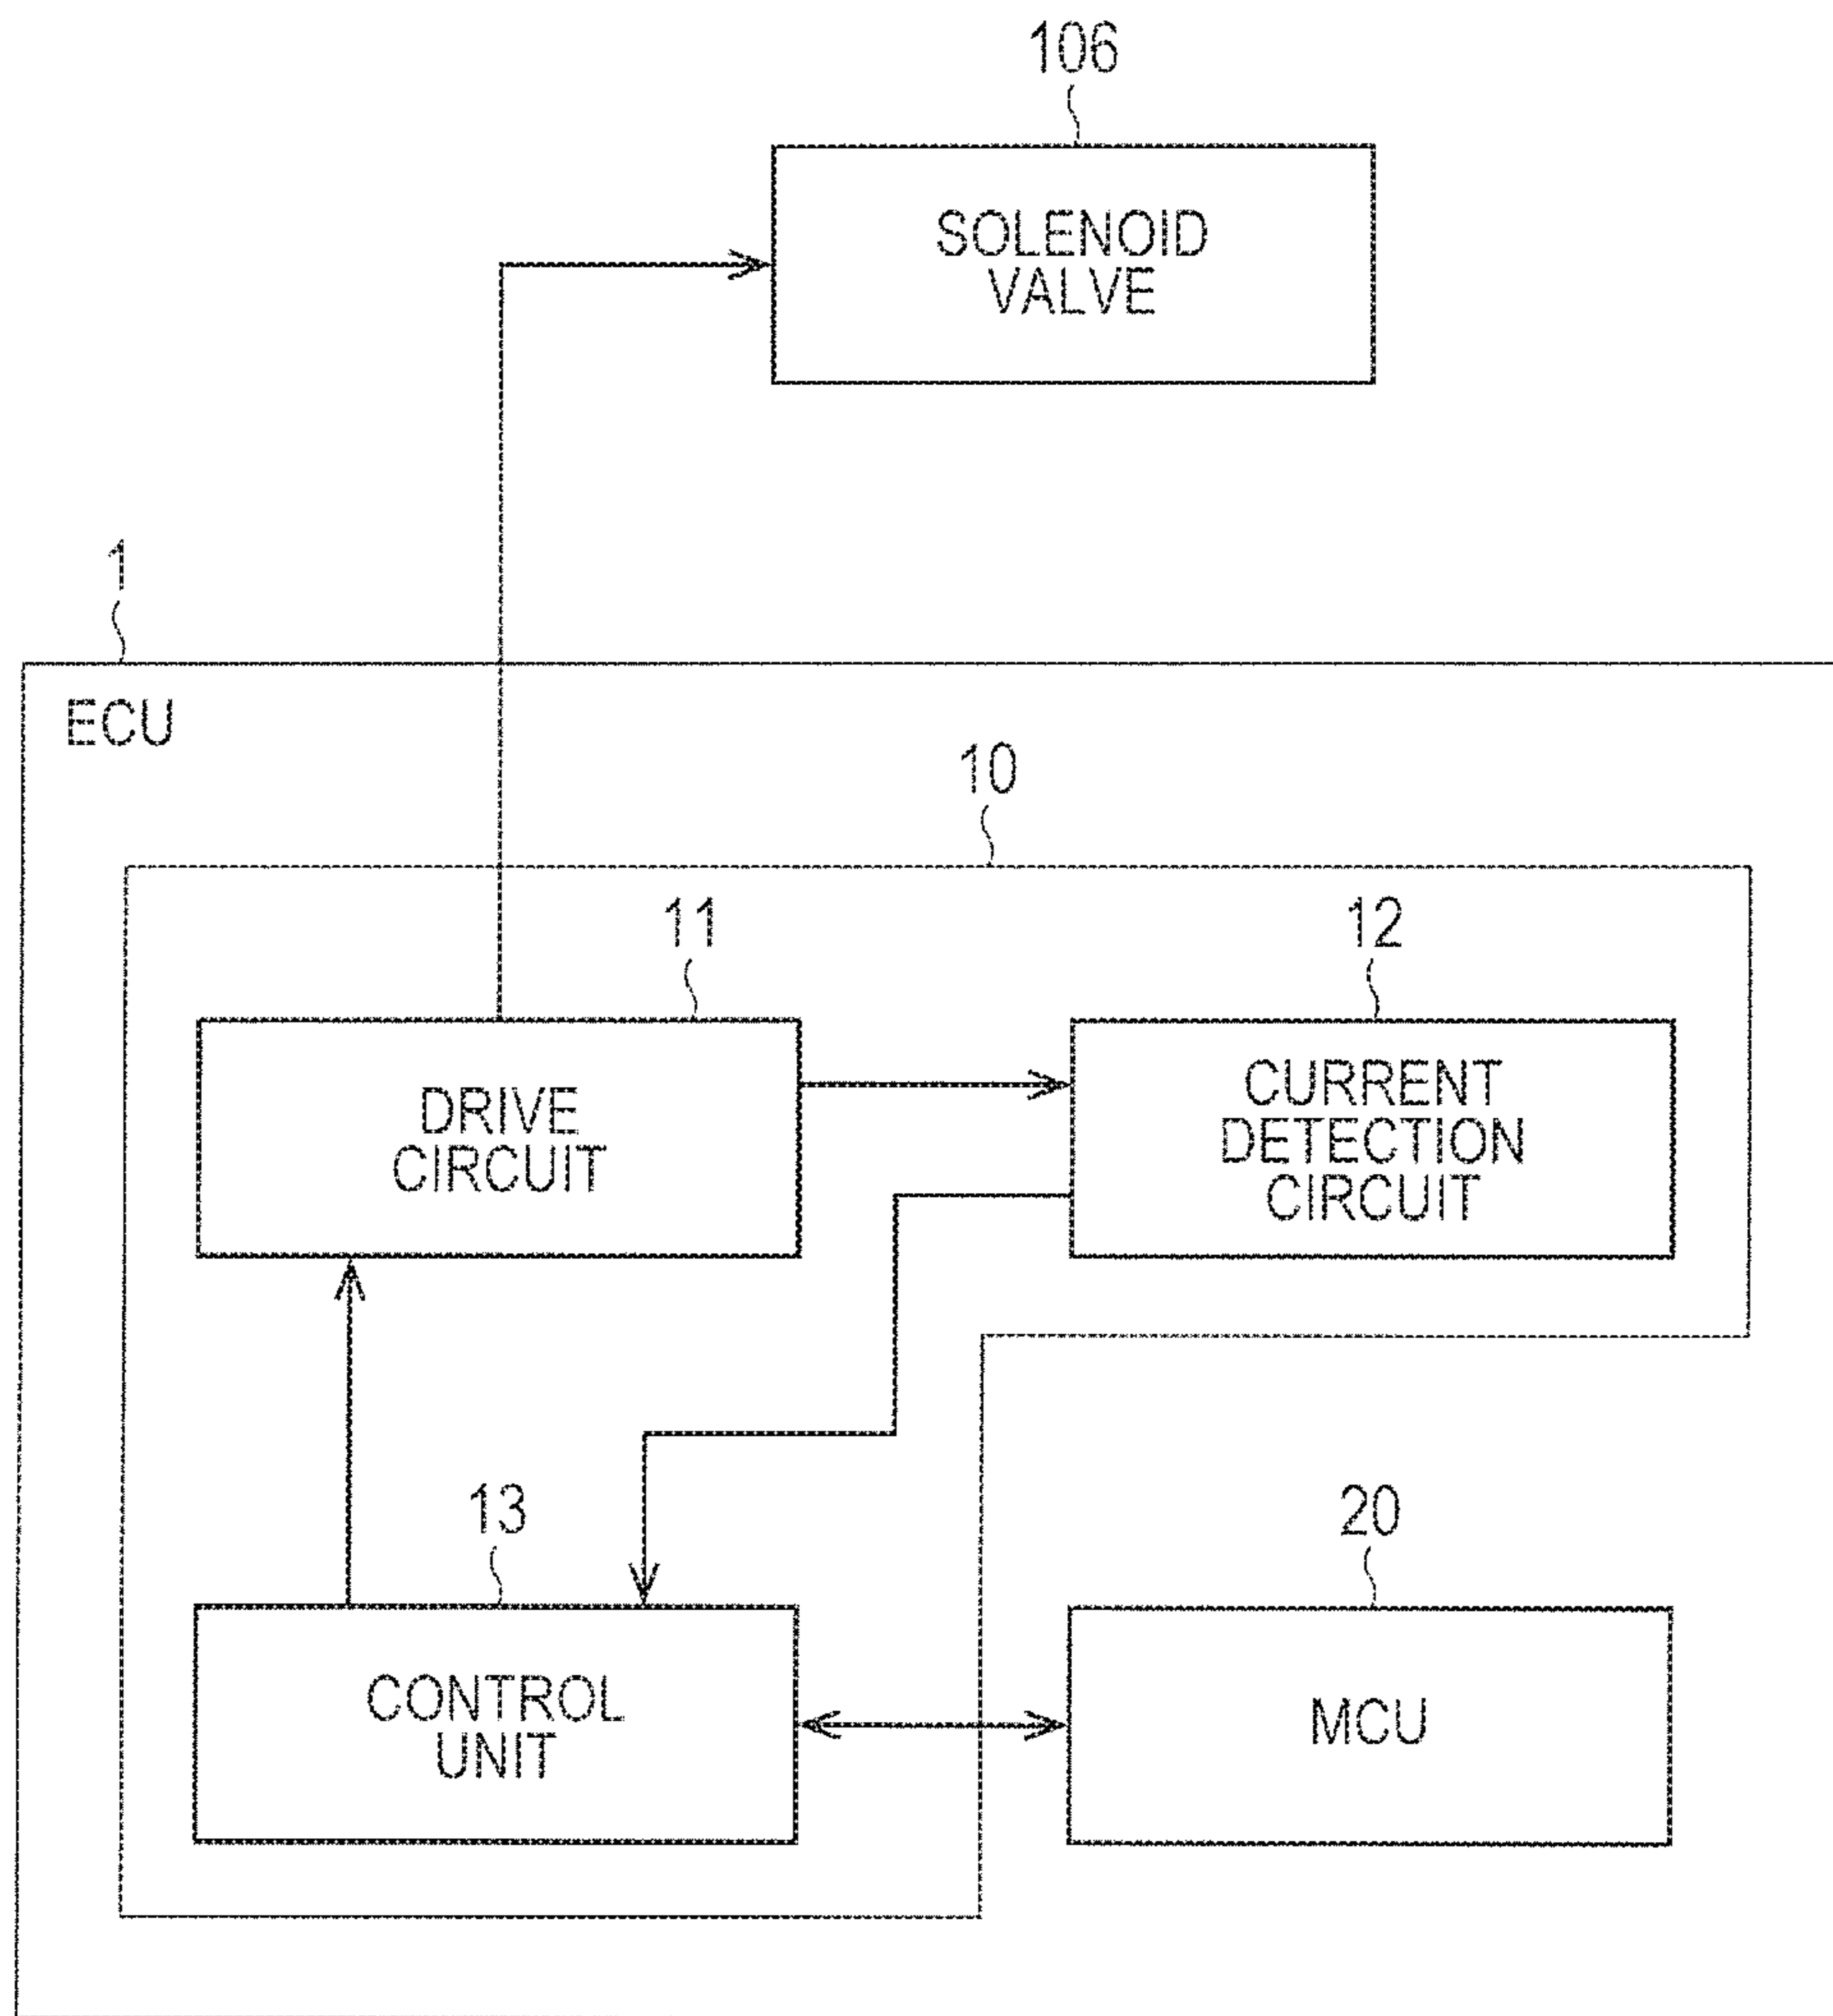 106
SOLENOID
VALVE
1
ECU
10
11
12
DRIVE
CIRCUIT
CURRENT
DETECTION
CIRCUIT
13
20
CONTROL
UNIT
MCU